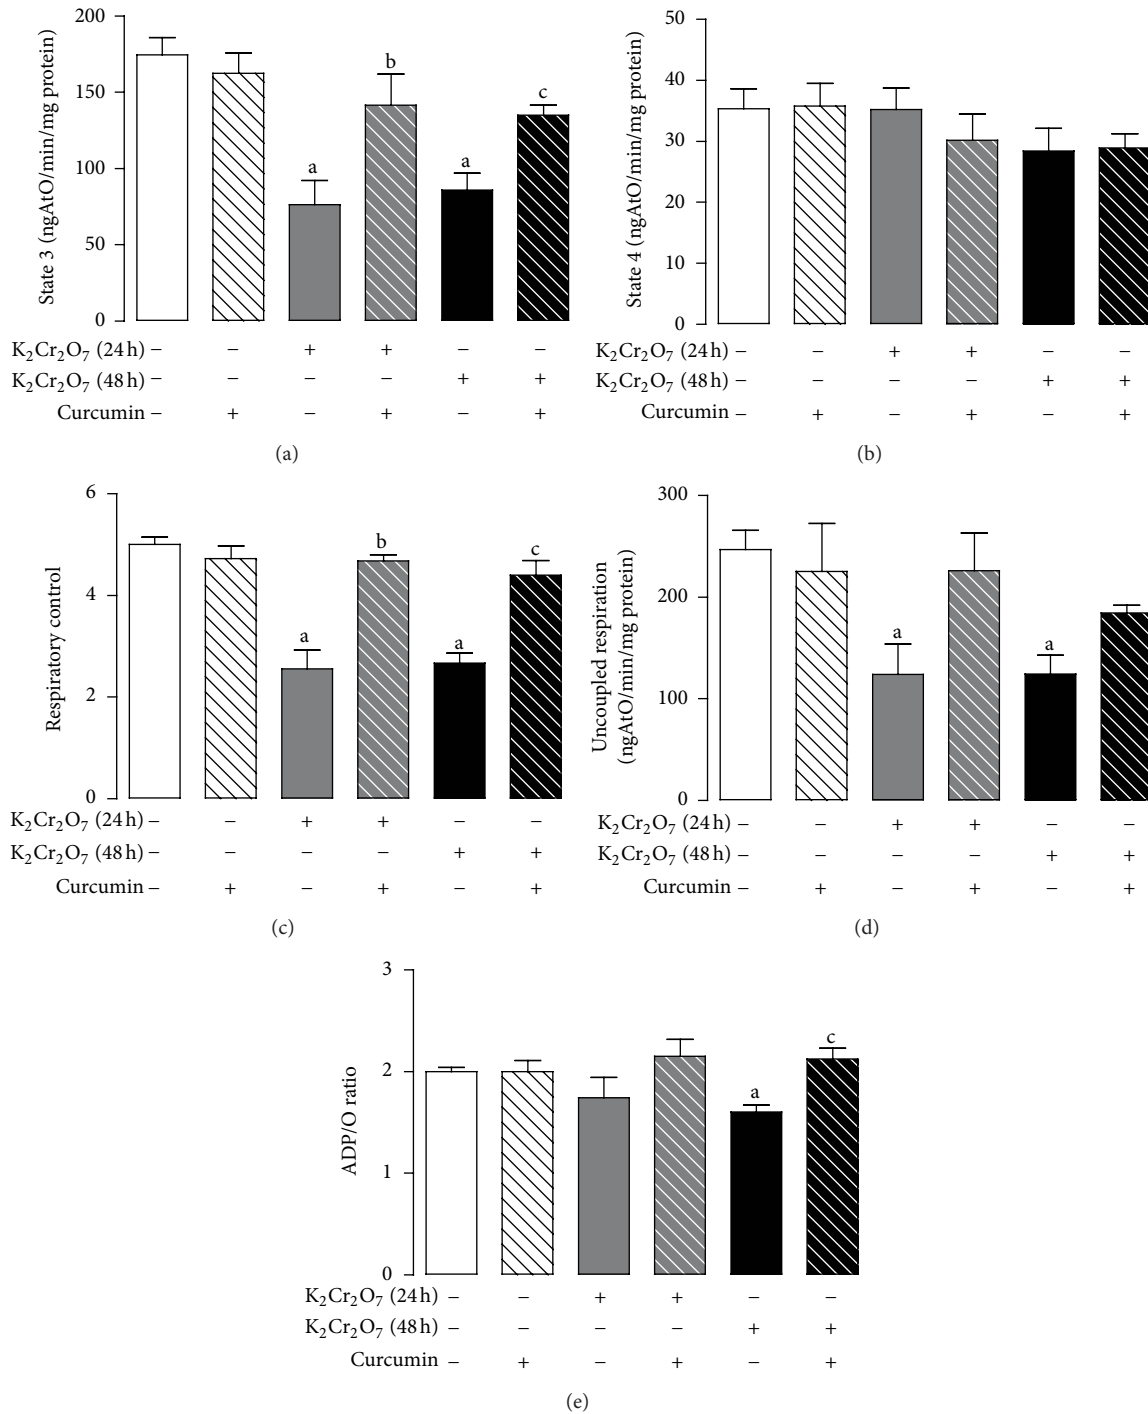 200
150
100
50
0
State 3 (ngAtO/min/mg protein)
a
b
a
c
K₂Cr₂O₇ (24 h) – – + + – –
K₂Cr₂O₇ (48 h) – – – – + +
Curcumin – + – + – +
(a)
50
40
30
20
10
0
State 4 (ngAtO/min/mg protein)
K₂Cr₂O₇ (24 h) – – + + – –
K₂Cr₂O₇ (48 h) – – – – + +
Curcumin – + – + – +
(b)
6
4
2
0
Respiratory control
a
b
a
c
K₂Cr₂O₇ (24 h) – – + + – –
K₂Cr₂O₇ (48 h) – – – – + +
Curcumin – + – + – +
(c)
300
200
100
0
Uncoupled respiration
(ngAtO/min/mg protein)
a
a
K₂Cr₂O₇ (24 h) – – + + – –
K₂Cr₂O₇ (48 h) – – – – + +
Curcumin – + – + – +
(d)
3
2
1
0
ADP/O ratio
a
c
K₂Cr₂O₇ (24 h) – – + + – –
K₂Cr₂O₇ (48 h) – – – – + +
Curcumin – + – + – +
(e)